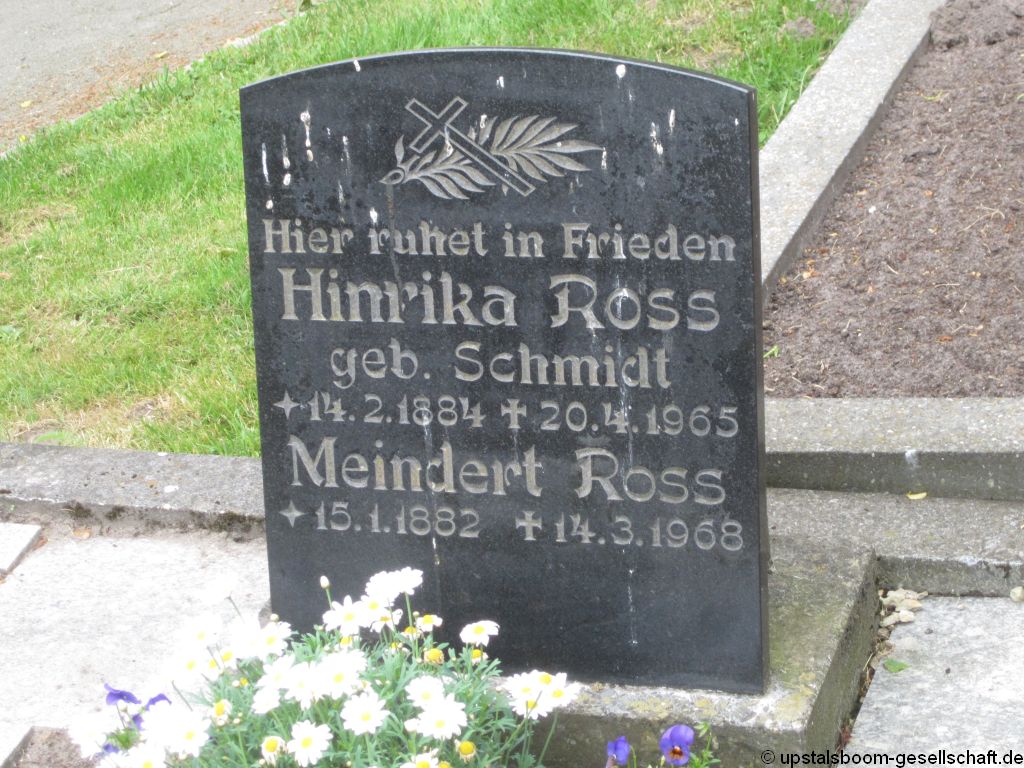 Hier ruhet in Frieden
Hinrika Ross
geb. Schmidt
✦ 14.2.1884 ✝ 20.4.1965
Meindert Ross
✦ 15.1.1882 ✝ 14.3.1968
© upstalsboom-gesellschaft.de